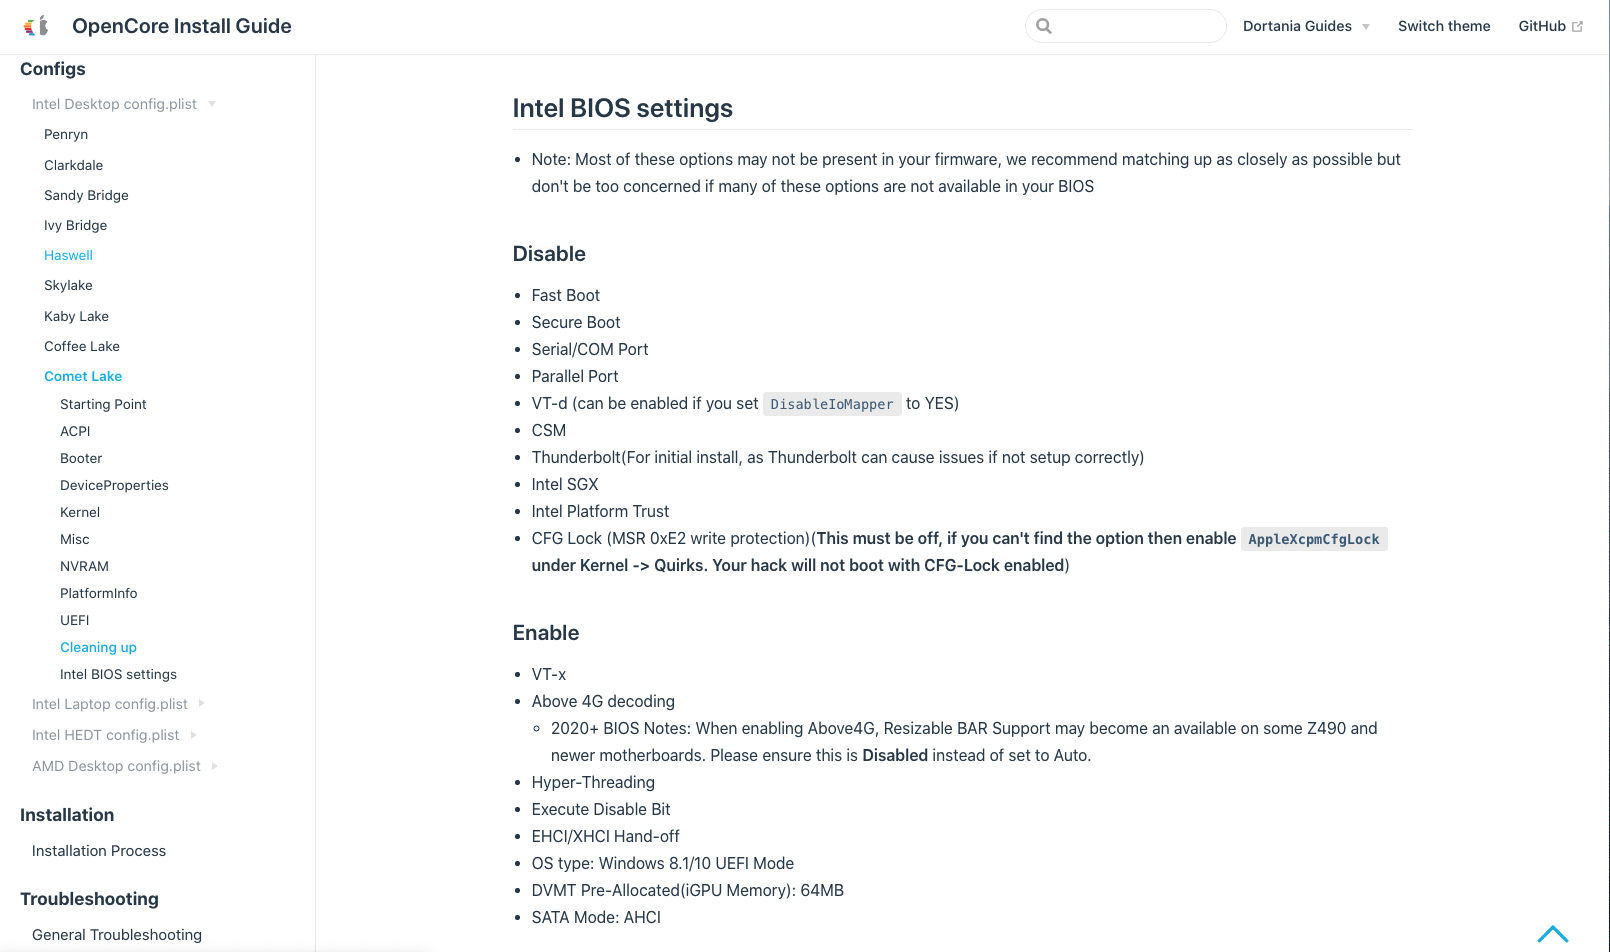 OpenCore Install Guide
Dortania Guides
Switch theme
GitHub
Configs
Intel Desktop config.plist
Penryn
Clarkdale
Sandy Bridge
Ivy Bridge
Haswell
Skylake
Kaby Lake
Coffee Lake
Comet Lake
Starting Point
ACPI
Booter
DeviceProperties
Kernel
Misc
NVRAM
PlatformInfo
UEFI
Cleaning up
Intel BIOS settings
Intel Laptop config.plist
Intel HEDT config.plist
AMD Desktop config.plist
Installation
Installation Process
Troubleshooting
General Troubleshooting
Intel BIOS settings
• Note: Most of these options may not be present in your firmware, we recommend matching up as closely as possible but
don't be too concerned if many of these options are not available in your BIOS
Disable
• Fast Boot
• Secure Boot
• Serial/COM Port
• Parallel Port
• VT-d (can be enabled if you set DisableIoMapper to YES)
• CSM
• Thunderbolt(For initial install, as Thunderbolt can cause issues if not setup correctly)
• Intel SGX
• Intel Platform Trust
• CFG Lock (MSR 0xE2 write protection)(This must be off, if you can't find the option then enable AppleXcpmCfgLock
under Kernel -> Quirks. Your hack will not boot with CFG-Lock enabled)
Enable
• VT-x
• Above 4G decoding
◦ 2020+ BIOS Notes: When enabling Above4G, Resizable BAR Support may become an available on some Z490 and
newer motherboards. Please ensure this is Disabled instead of set to Auto.
• Hyper-Threading
• Execute Disable Bit
• EHCI/XHCI Hand-off
• OS type: Windows 8.1/10 UEFI Mode
• DVMT Pre-Allocated(iGPU Memory): 64MB
• SATA Mode: AHCI